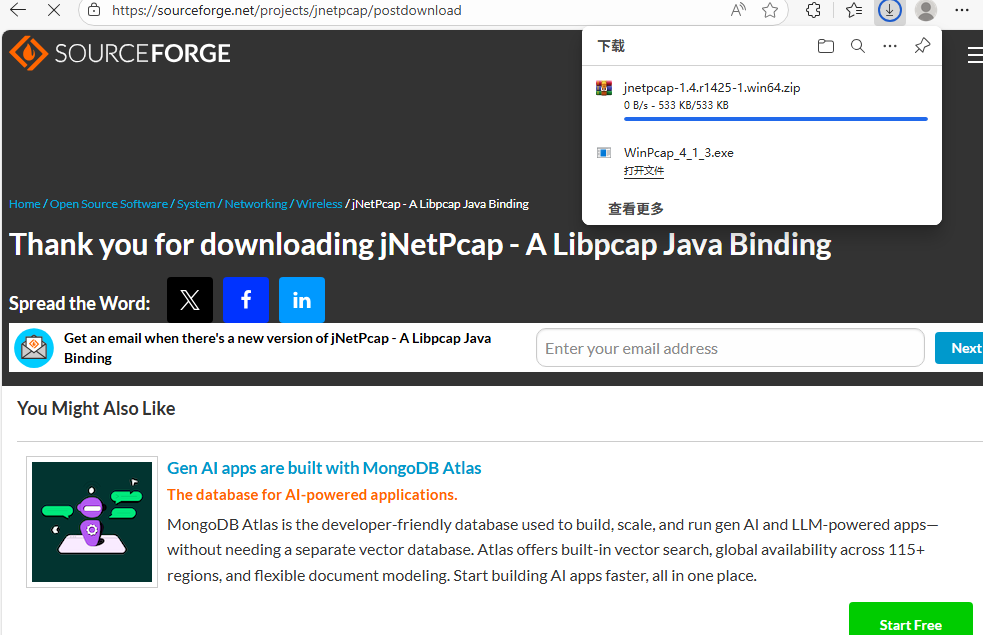 https://sourceforge.net/projects/jnetpcap/postdownload
SOURCEFORGE
下载
jnetpcap-1.4.r1425-1.win64.zip
0 B/s - 533 KB/533 KB
WinPcap_4_1_3.exe
打开文件
查看更多
Home / Open Source Software / System / Networking / Wireless / jNetPcap - A Libpcap Java Binding
Thank you for downloading jNetPcap - A Libpcap Java Binding
Spread the Word:
Get an email when there's a new version of jNetPcap - A Libpcap Java
Binding
Enter your email address
Next
You Might Also Like
Gen AI apps are built with MongoDB Atlas
The database for AI-powered applications.
MongoDB Atlas is the developer-friendly database used to build, scale, and run gen AI and LLM-powered apps—
without needing a separate vector database. Atlas offers built-in vector search, global availability across 115+
regions, and flexible document modeling. Start building AI apps faster, all in one place.
Start Free